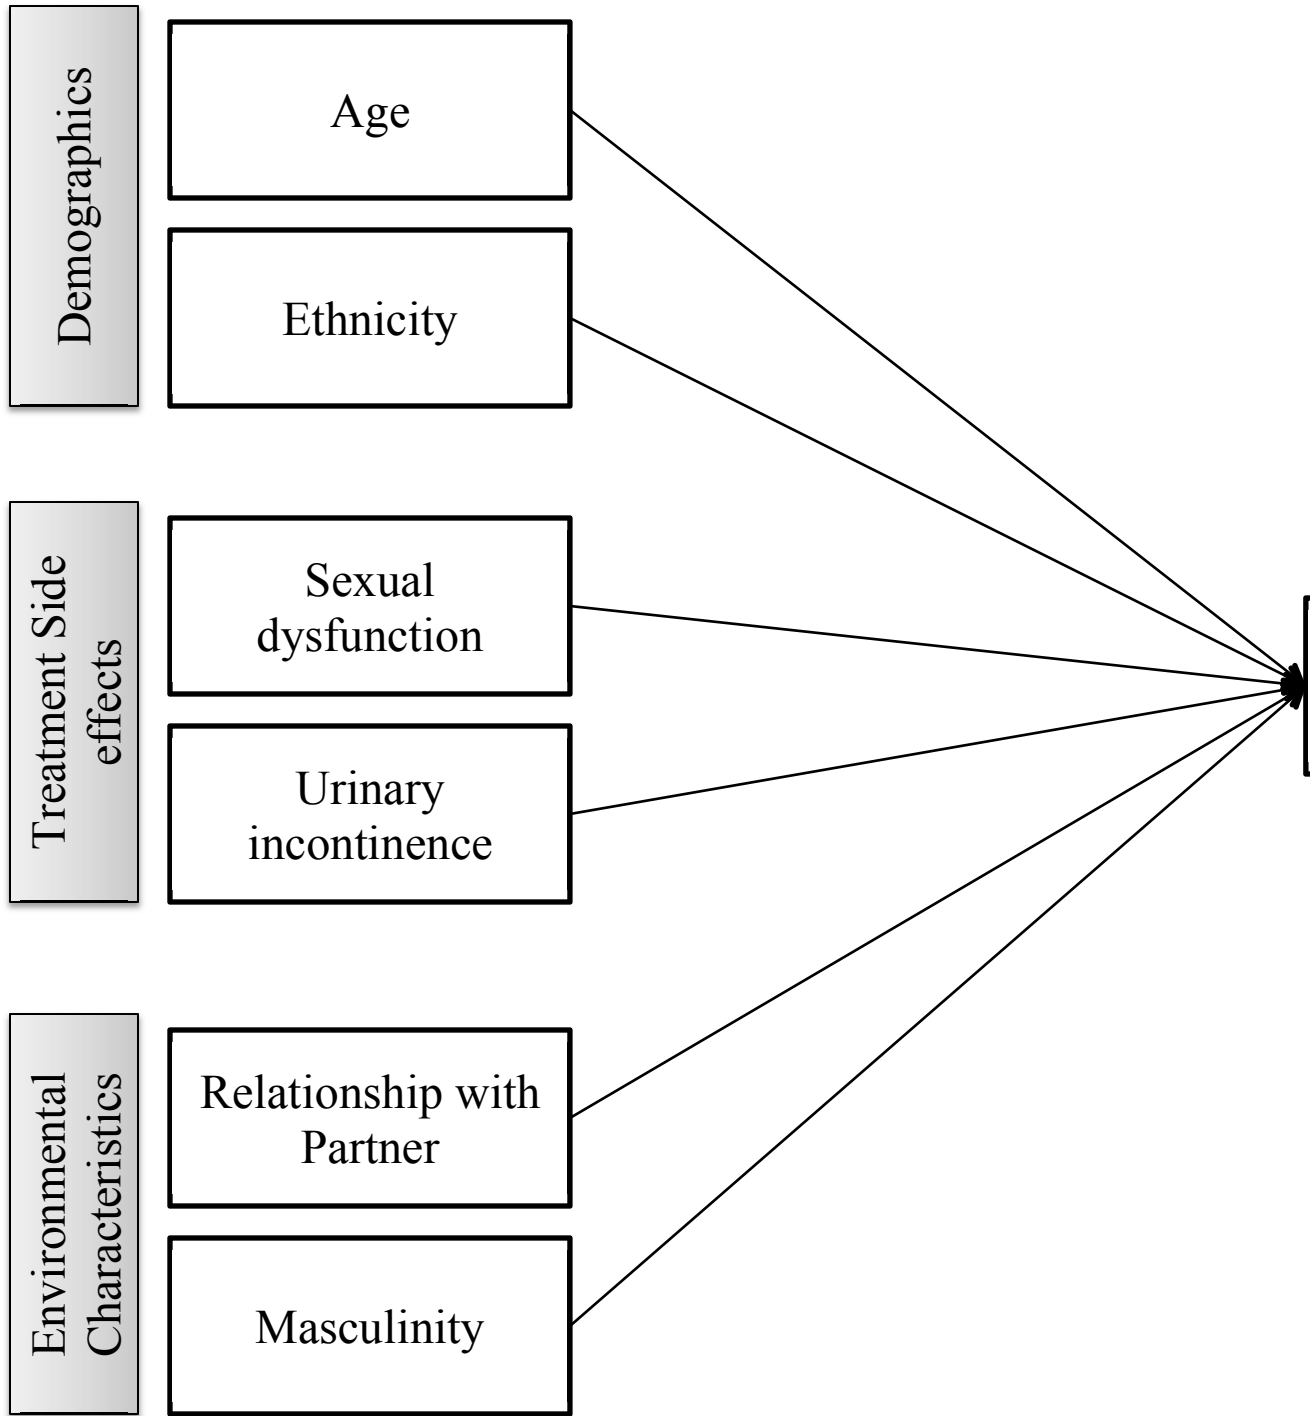 Demographics
Age
Ethnicity
Treatment Side
effects
Sexual
dysfunction
Urinary
incontinence
Environmental
Characteristics
Relationship with
Partner
Masculinity